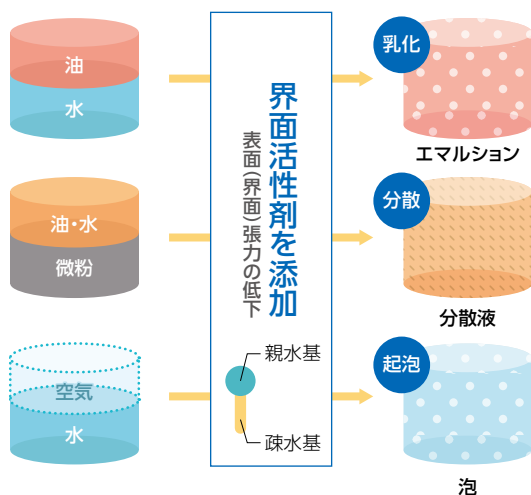 油
水
乳化
エマルション
油・水
微粉
分散
分散液
空気
水
起泡
泡
界面活性剤を添加
表面(界面)張力の低下
親水基
疎水基